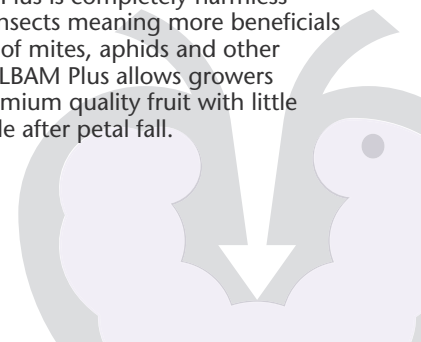 Plus is completely harmless
nsects meaning more beneficials
of mites, aphids and other
LBAM Plus allows growers
mium quality fruit with little
le after petal fall.